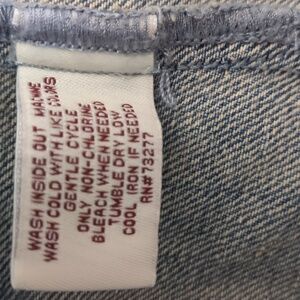 MACHINE
WASH INSIDE OUT
WASH COLD WITH LIKE COLORS
GENTLE CYCLE
ONLY NON-CHLORINE
BLEACH WHEN NEEDED
TUMBLE DRY LOW
COOL IRON IF NEEDED
RN#73277